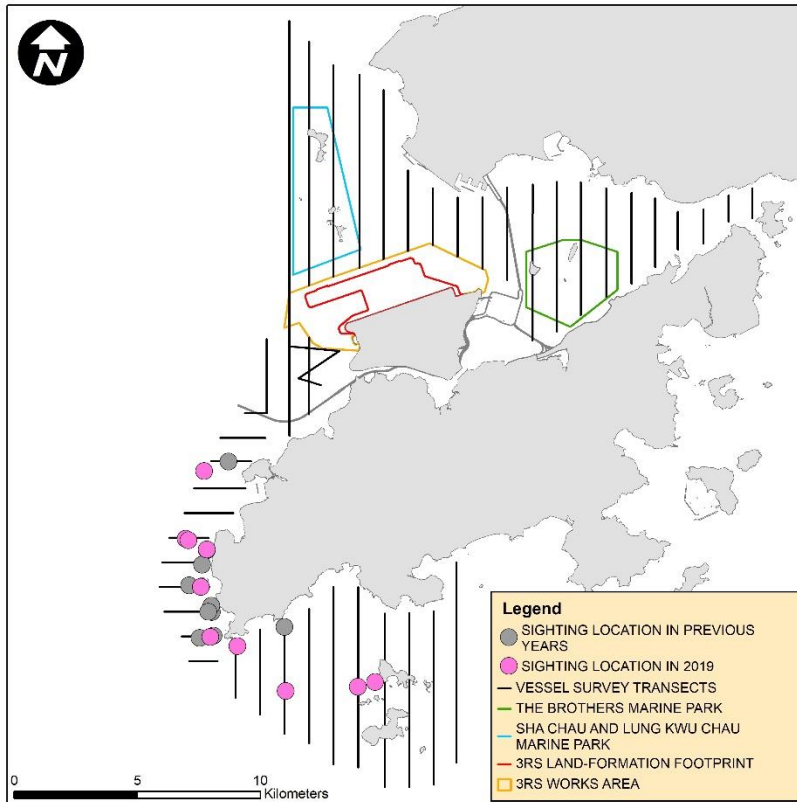 N
Legend
SIGHTING LOCATION IN PREVIOUS
YEARS
SIGHTING LOCATION IN 2019
VESSEL SURVEY TRANSECTS
THE BROTHERS MARINE PARK
SHA CHAU AND LUNG KWU CHAU
MARINE PARK
3RS LAND-FORMATION FOOTPRINT
3RS WORKS AREA
0 5 10
Kilometers